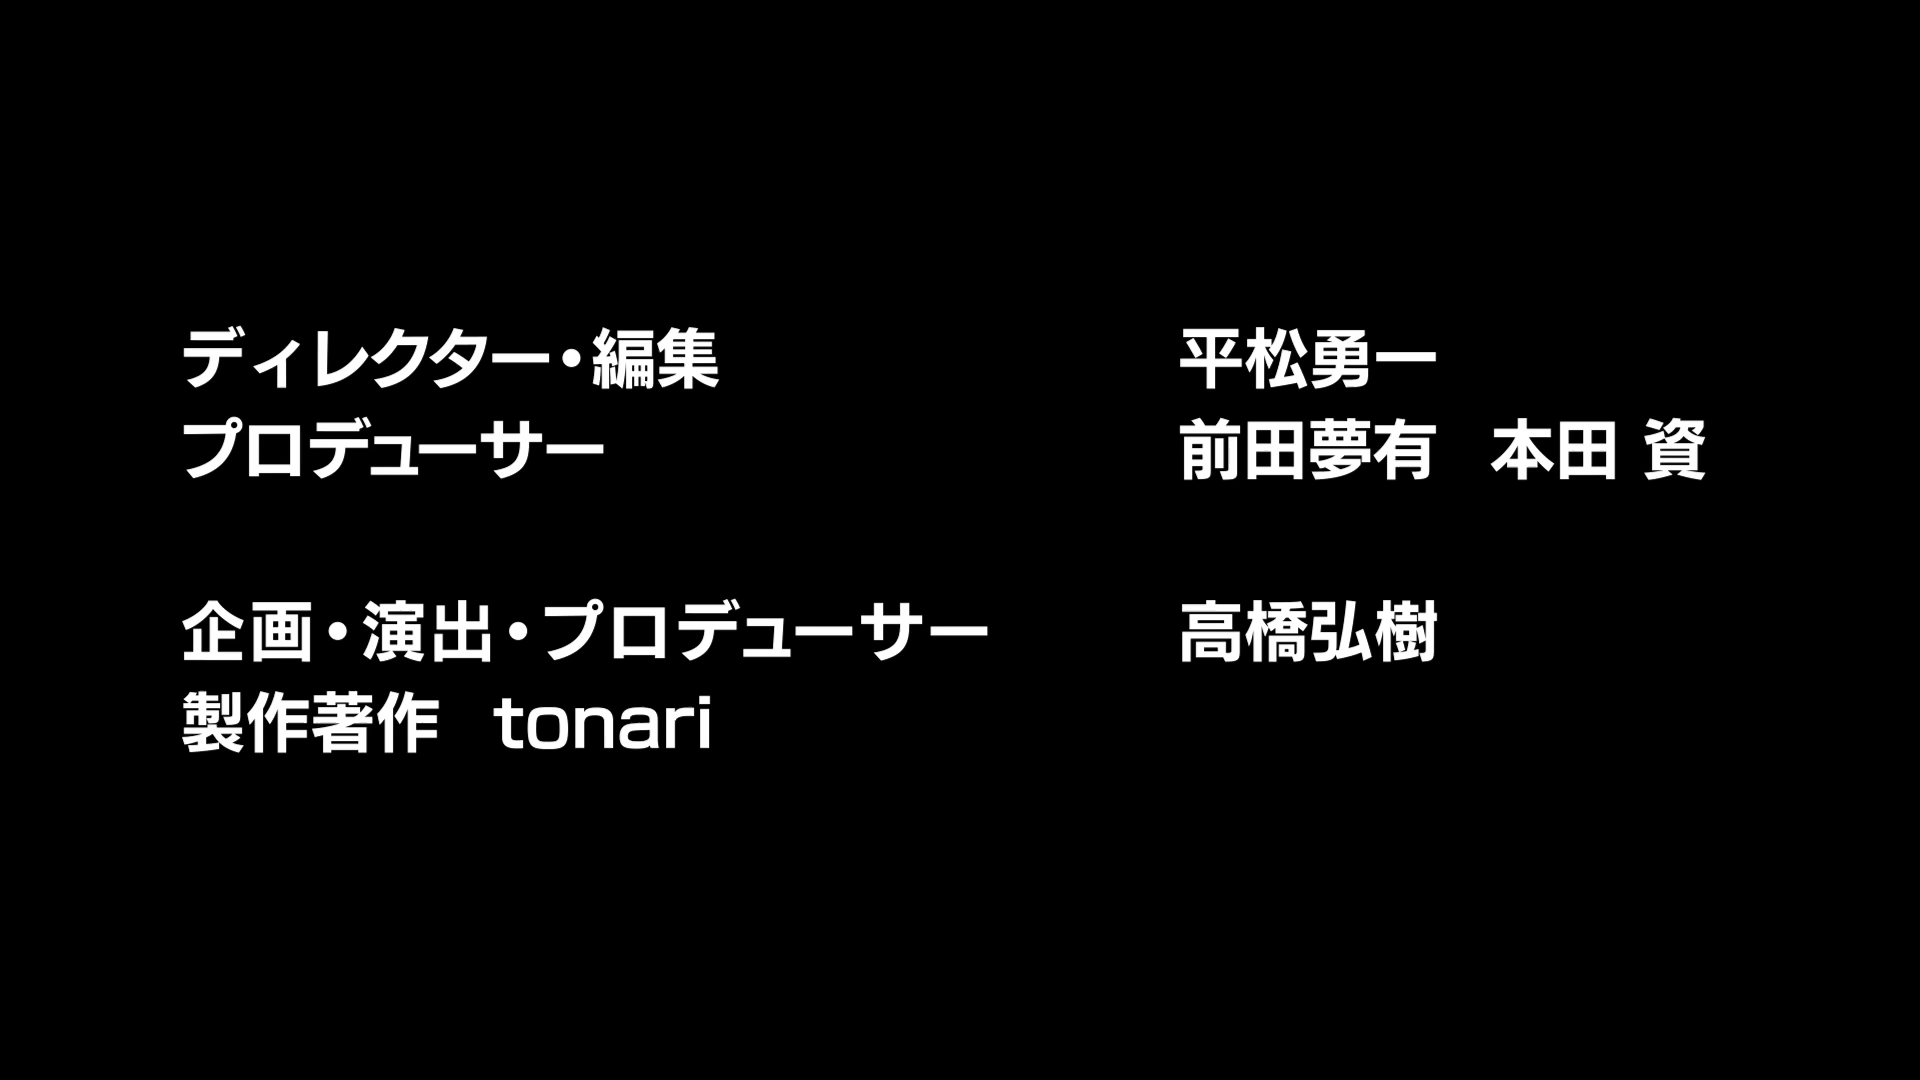 ディレクター・編集　平松勇一
プロデューサー　前田夢有　本田 資
企画・演出・プロデューサー　高橋弘樹
製作著作　tonari